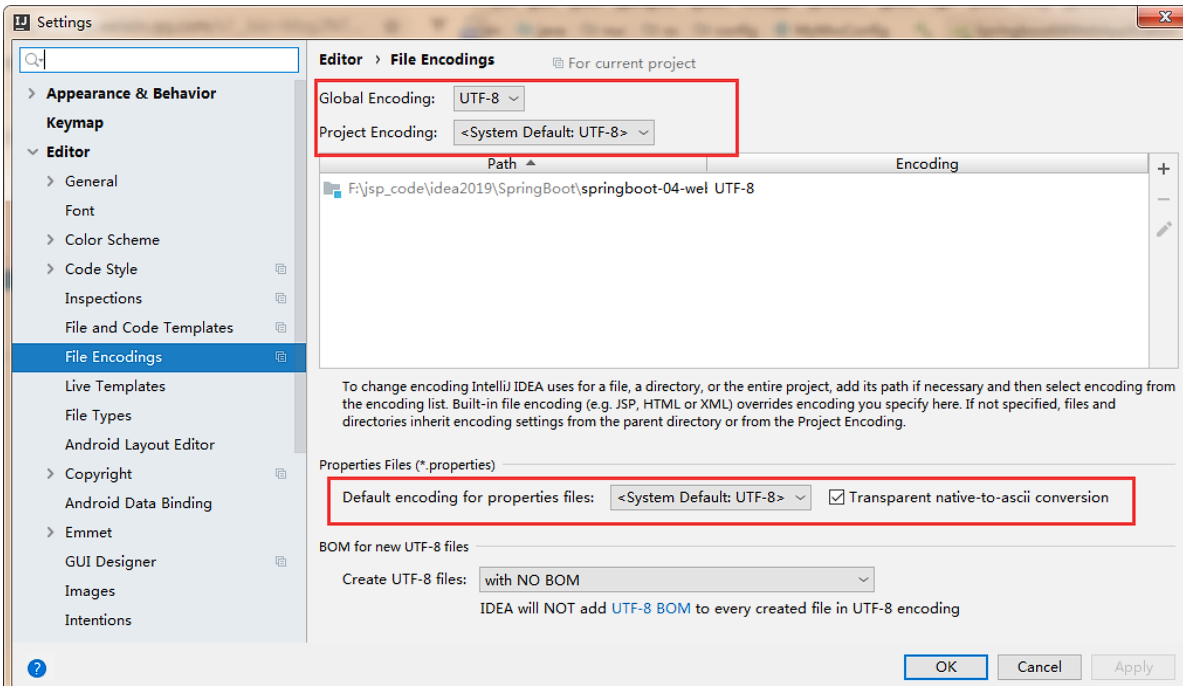 Settings
Editor › File Encodings
For current project
Appearance & Behavior
Keymap
Editor
General
Font
Color Scheme
Code Style
Inspections
File and Code Templates
File Encodings
Live Templates
File Types
Android Layout Editor
Copyright
Android Data Binding
Emmet
GUI Designer
Images
Intentions
Global Encoding: UTF-8
Project Encoding: <System Default: UTF-8>
Path Encoding
F:\jsp_code\idea2019\SpringBoot\springboot-04-wel UTF-8
To change encoding IntelliJ IDEA uses for a file, a directory, or the entire project, add its path if necessary and then select encoding from
the encoding list. Built-in file encoding (e.g. JSP, HTML or XML) overrides encoding you specify here. If not specified, files and
directories inherit encoding settings from the parent directory or from the Project Encoding.
Properties Files (*.properties)
Default encoding for properties files: <System Default: UTF-8> Transparent native-to-ascii conversion
BOM for new UTF-8 files
Create UTF-8 files: with NO BOM
IDEA will NOT add UTF-8 BOM to every created file in UTF-8 encoding
? OK Cancel Apply